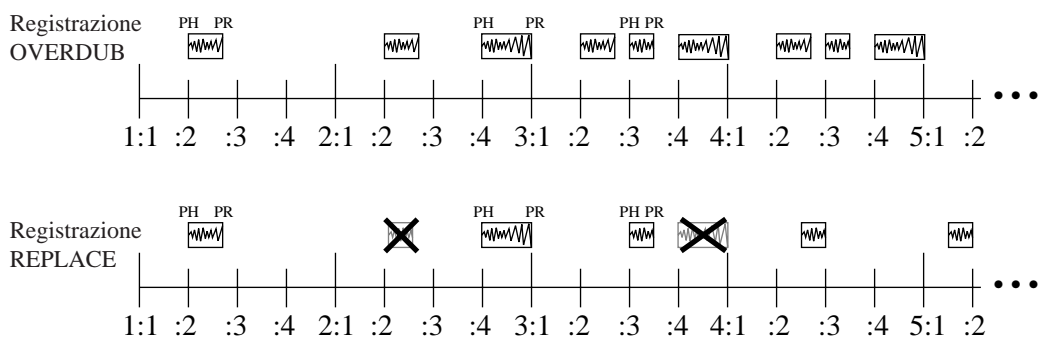 Registrazione
OVERDUB
PH PR PH PR PH PR
1:1 :2 :3 :4 2:1 :2 :3 :4 3:1 :2 :3 :4 4:1 :2 :3 :4 5:1 :2
Registrazione
REPLACE
PH PR PH PR PH PR
1:1 :2 :3 :4 2:1 :2 :3 :4 3:1 :2 :3 :4 4:1 :2 :3 :4 5:1 :2